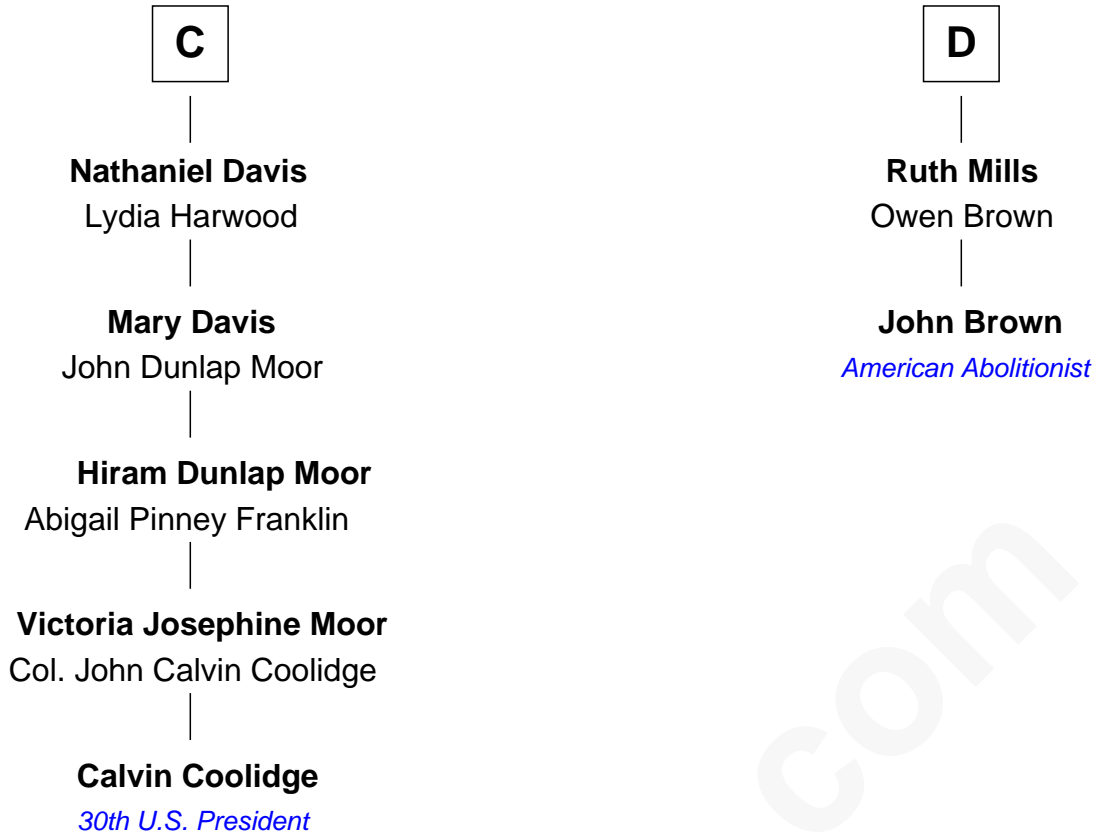 C
Nathaniel Davis
Lydia Harwood
Mary Davis
John Dunlap Moor
Hiram Dunlap Moor
Abigail Pinney Franklin
Victoria Josephine Moor
Col. John Calvin Coolidge
Calvin Coolidge
30th U.S. President
D
Ruth Mills
Owen Brown
John Brown
American Abolitionist
com